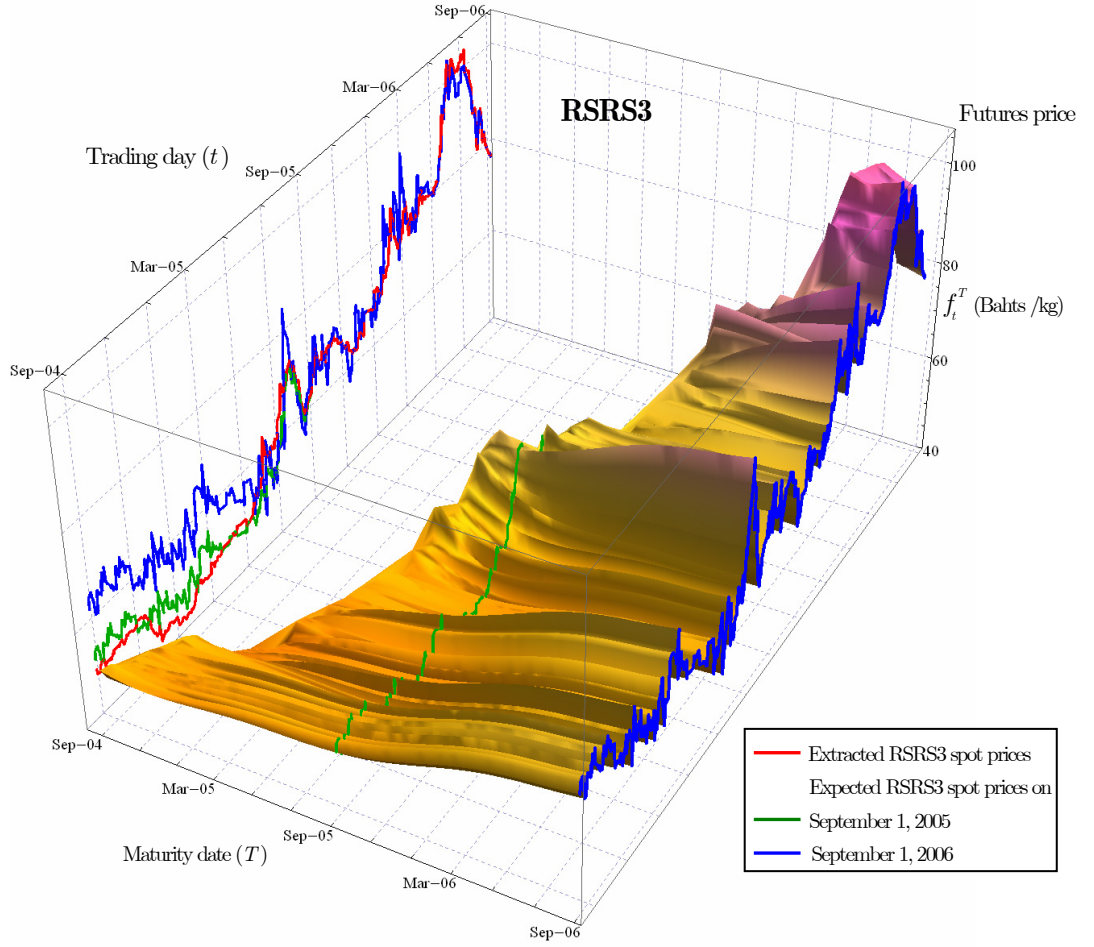 Sep-06
Mar-06
RSRS3
Futures price
Trading day (t)
Sep-05
100
Mar-05
80
f_t^T (Bahts /kg)
60
Sep-04
40
Sep-04
Mar-05
Sep-05
Maturity date (T)
Mar-06
Sep-06
Extracted RSRS3 spot prices
Expected RSRS3 spot prices on
September 1, 2005
September 1, 2006